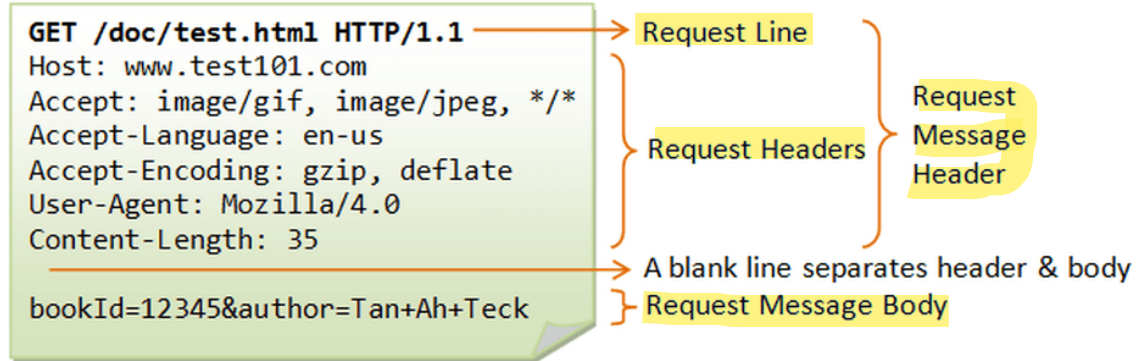 GET /doc/test.html HTTP/1.1
Host: www.test101.com
Accept: image/gif, image/jpeg, */*
Accept-Language: en-us
Accept-Encoding: gzip, deflate
User-Agent: Mozilla/4.0
Content-Length: 35
bookId=12345&author=Tan+Ah+Teck
Request Line
Request Headers
Request
Message
Header
A blank line separates header & body
Request Message Body